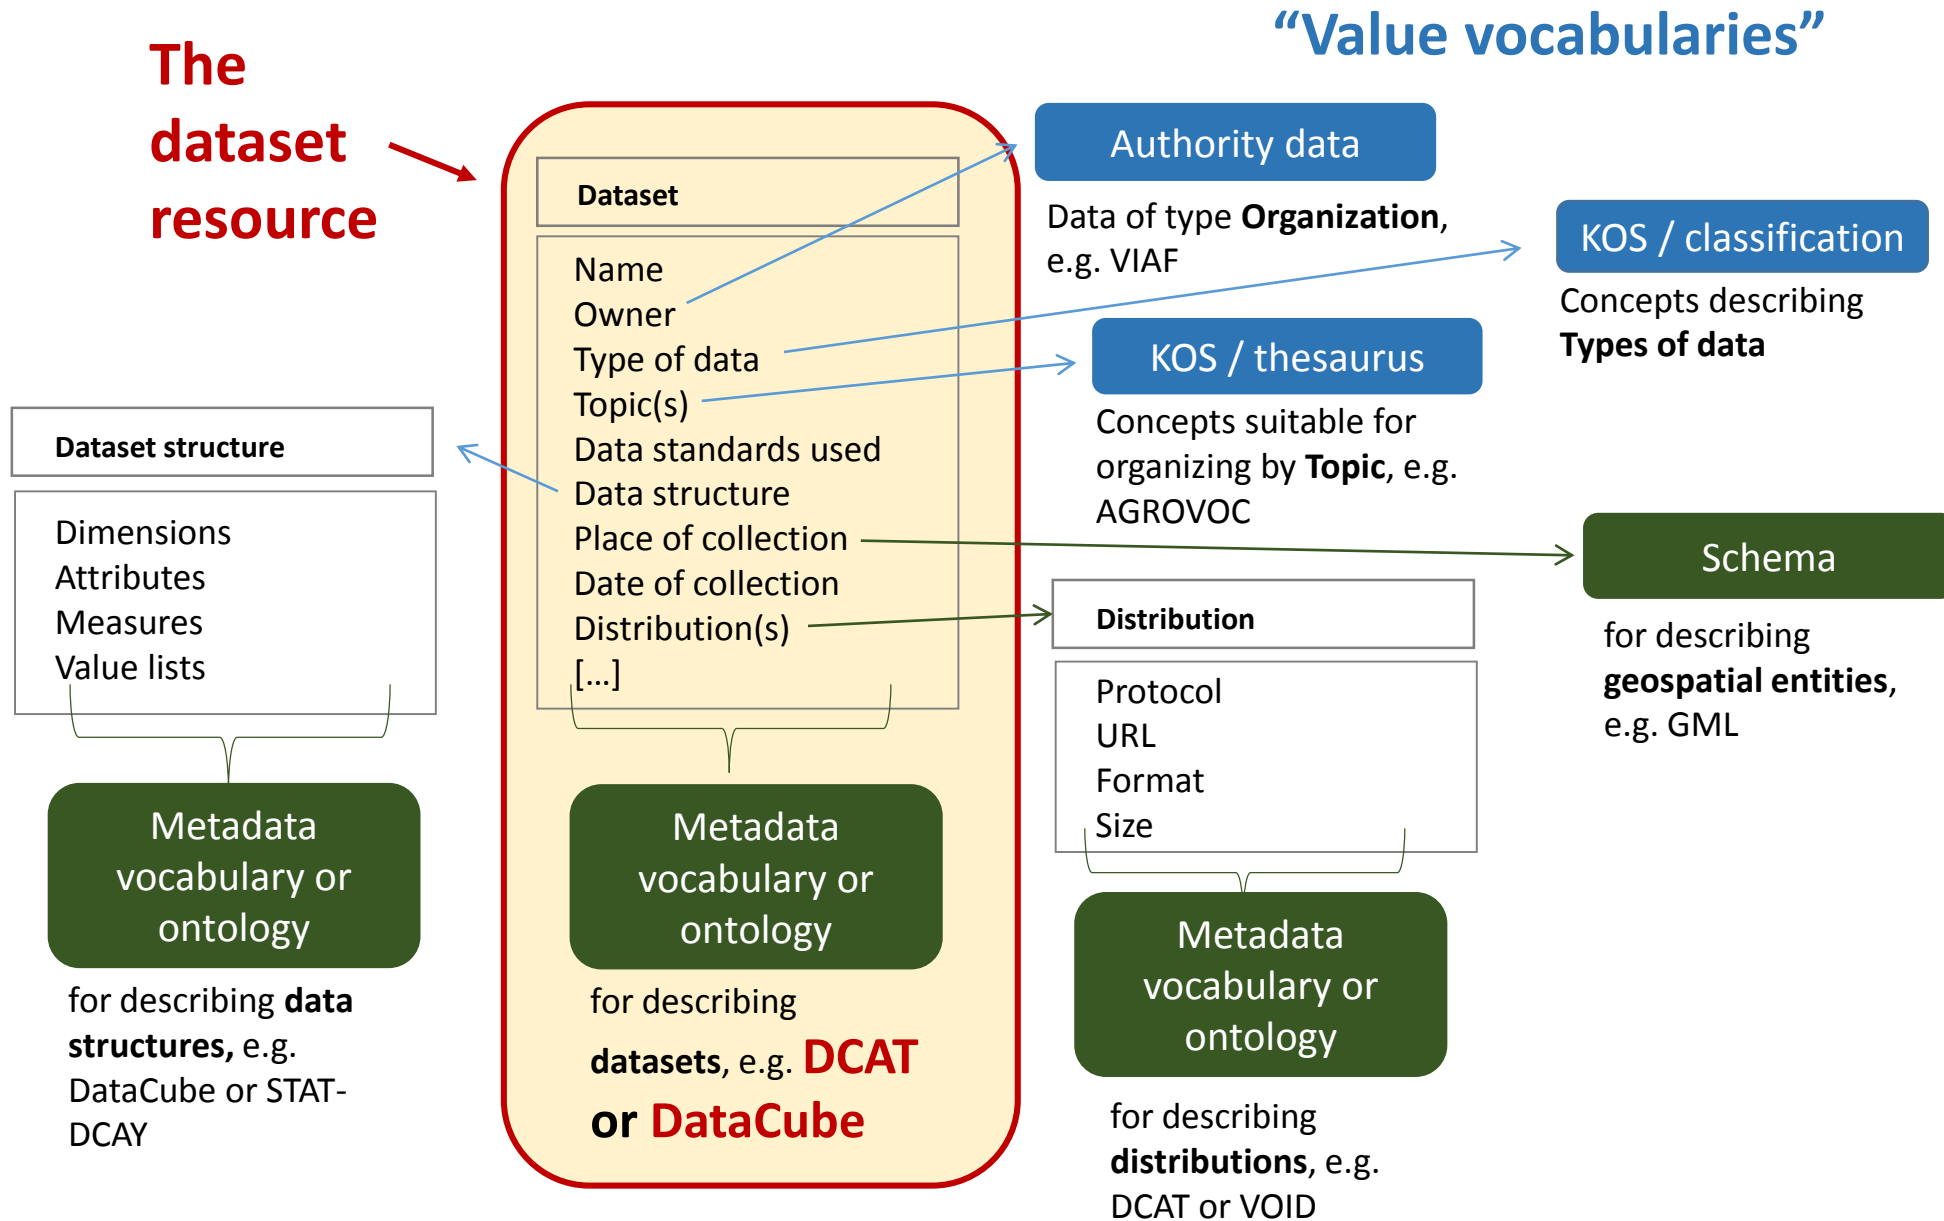 “Value vocabularies”
The
dataset
resource
Dataset
Name
Owner
Type of data
Topic(s)
Data standards used
Data structure
Place of collection
Date of collection
Distribution(s)
[...]
Metadata
vocabulary or
ontology
for describing
datasets, e.g. DCAT
or DataCube
Dataset structure
Dimensions
Attributes
Measures
Value lists
Metadata
vocabulary or
ontology
for describing data
structures, e.g.
DataCube or STAT-
DCAY
Authority data
Data of type Organization,
e.g. VIAF
KOS / classification
Concepts describing
Types of data
KOS / thesaurus
Concepts suitable for
organizing by Topic, e.g.
AGROVOC
Schema
for describing
geospatial entities,
e.g. GML
Distribution
Protocol
URL
Format
Size
Metadata
vocabulary or
ontology
for describing
distributions, e.g.
DCAT or VOID